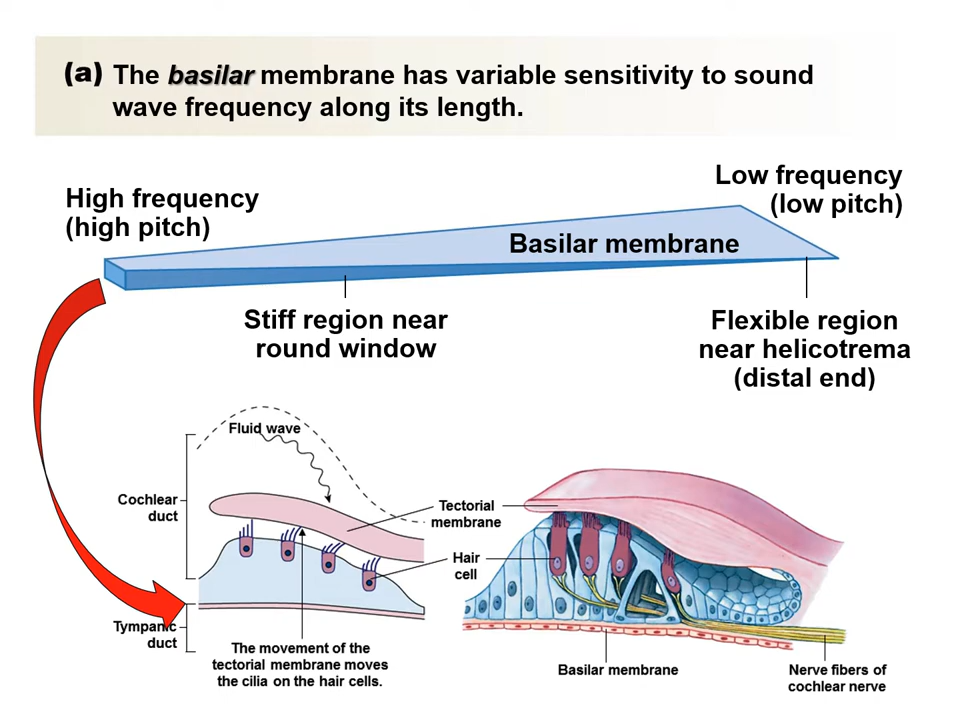 (a) The basilar membrane has variable sensitivity to sound
wave frequency along its length.
High frequency
(high pitch)
Low frequency
(low pitch)
Basilar membrane
Stiff region near
round window
Flexible region
near helicotrema
(distal end)
Fluid wave
Cochlear
duct
Tectorial
membrane
Hair
cell
Tympanic
duct
The movement of the
tectorial membrane moves
the cilia on the hair cells.
Basilar membrane
Nerve fibers of
cochlear nerve